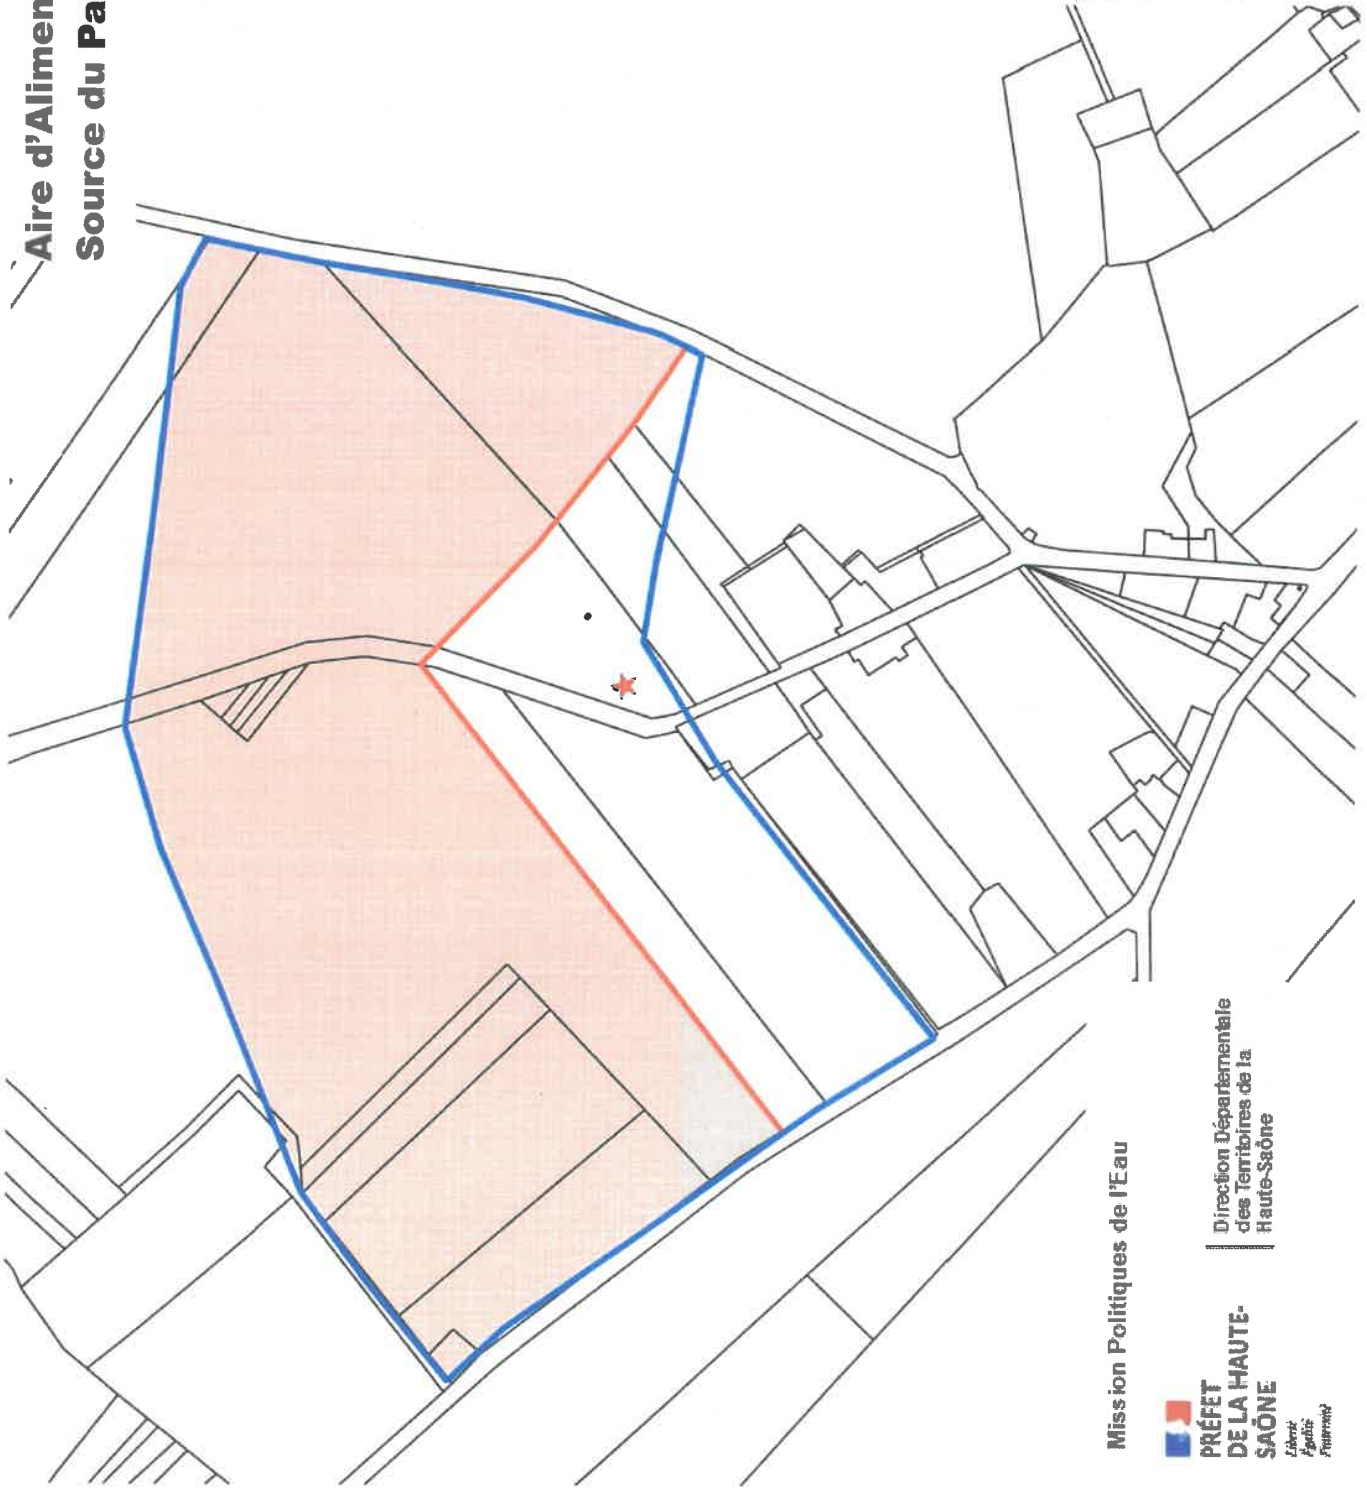 Aire d'Alimen
Source du Pa
Mission Politiques de l'Eau
PRÉFET
DE LA HAUTE-
SAÔNE
Liberté
Égalité
Fraternité
Direction Départementale
des Territoires de la
Haute-Saône